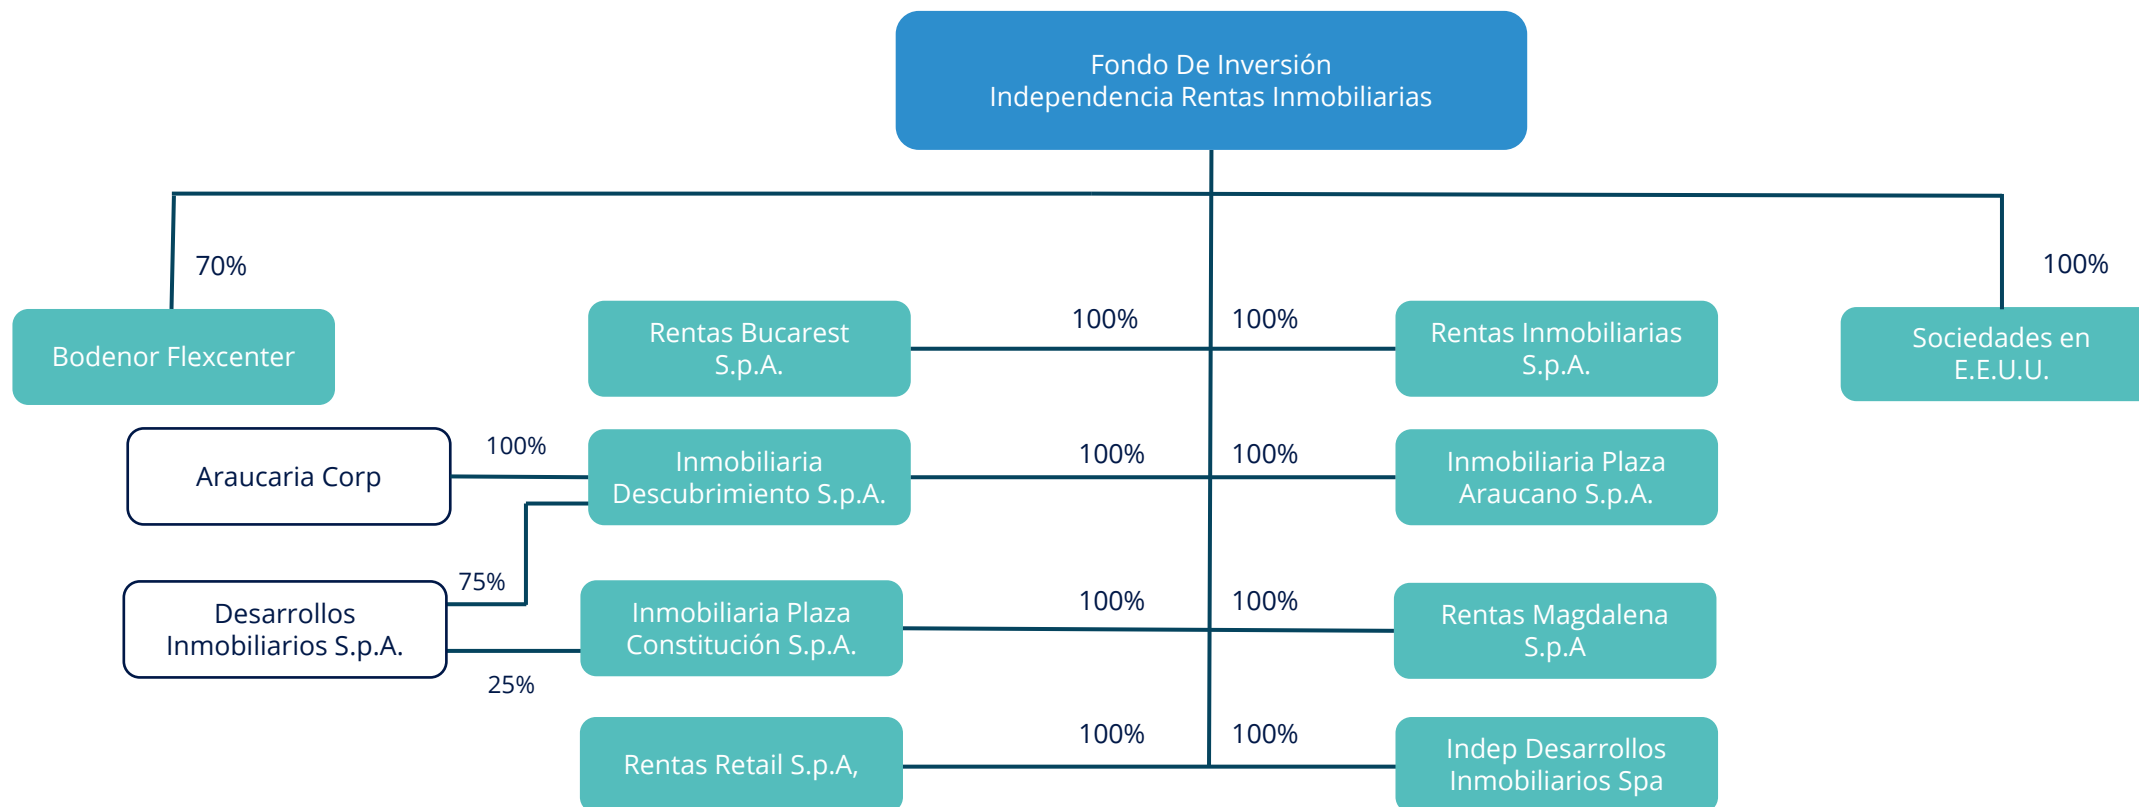 Fondo De Inversión
Independencia Rentas Inmobiliarias
70%
100%
Bodenor Flexcenter
Rentas Bucarest
S.p.A.
100%
100%
Rentas Inmobiliarias
S.p.A.
Sociedades en
E.E.U.U.
Araucaria Corp
100%
Inmobiliaria
Descubrimiento S.p.A.
100%
100%
Inmobiliaria Plaza
Araucano S.p.A.
Desarrollos
Inmobiliarios S.p.A.
75%
25%
Inmobiliaria Plaza
Constitución S.p.A.
100%
100%
Rentas Magdalena
S.p.A
Rentas Retail S.p.A,
100%
100%
Indep Desarrollos
Inmobiliarios Spa